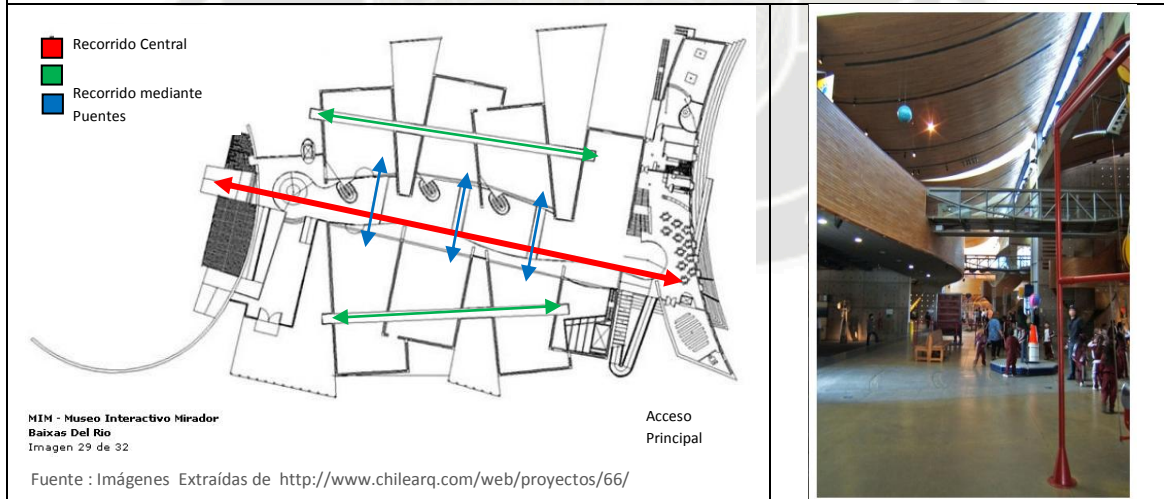 Recorrido Central
Recorrido mediante
Puentes
MIM - Museo Interactivo Mirador
Baixas Del Rio
Imagen 29 de 32
Acceso
Principal
Fuente : Imágenes Extraídas de http://www.chilearq.com/web/proyectos/66/